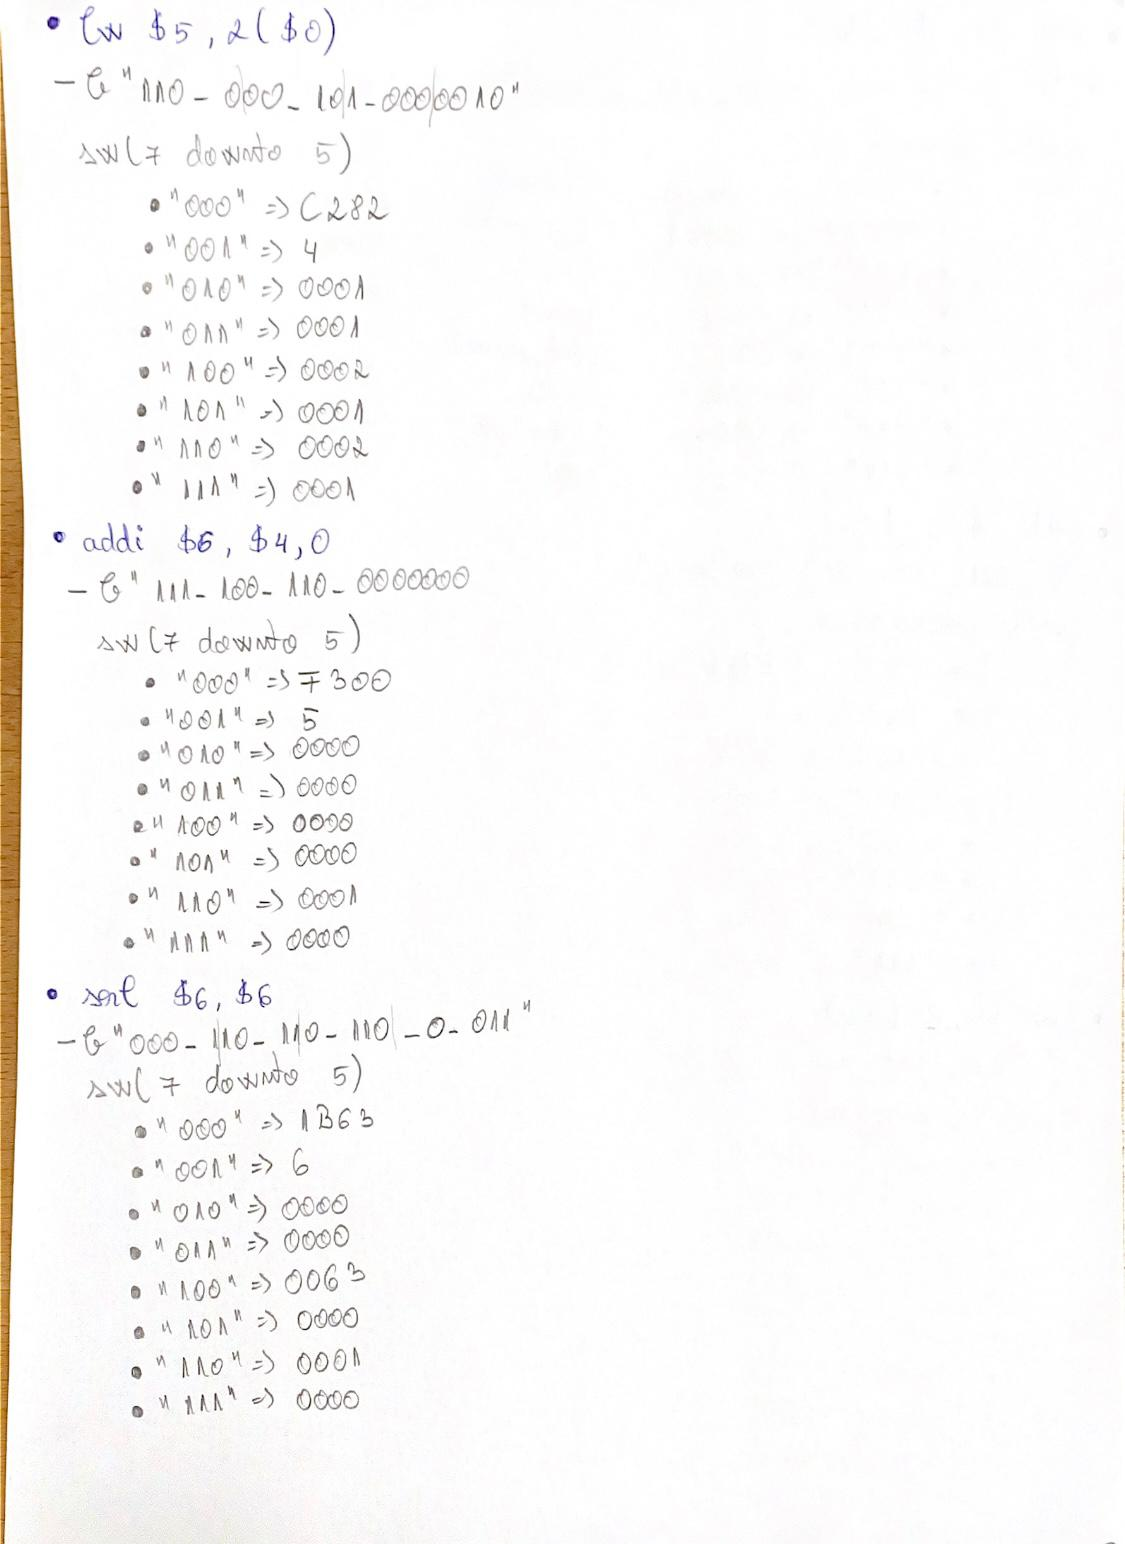 • lw $5, 2($0)
- b"110-000-101-0000010"
sw(7 downto 5)
• "000" => C282
• "001" => 4
• "010" => 0001
• "011" => 0001
• "100" => 0002
• "101" => 0001
• "110" => 0002
• "111" => 0001
• addi $6, $4, 0
- b"111-100-110-0000000
sw(7 downto 5)
• "000" => F300
• "001" => 5
• "010" => 0000
• "011" => 0000
• "100" => 0000
• "101" => 0000
• "110" => 0001
• "111" => 0000
• $6, $6
- b"000-110-110-110-0-011"
sw(7 downto 5)
• "000" => 1B63
• "001" => 6
• "010" => 0000
• "011" => 0000
• "100" => 0063
• "101" => 0000
• "110" => 0001
• "111" => 0000